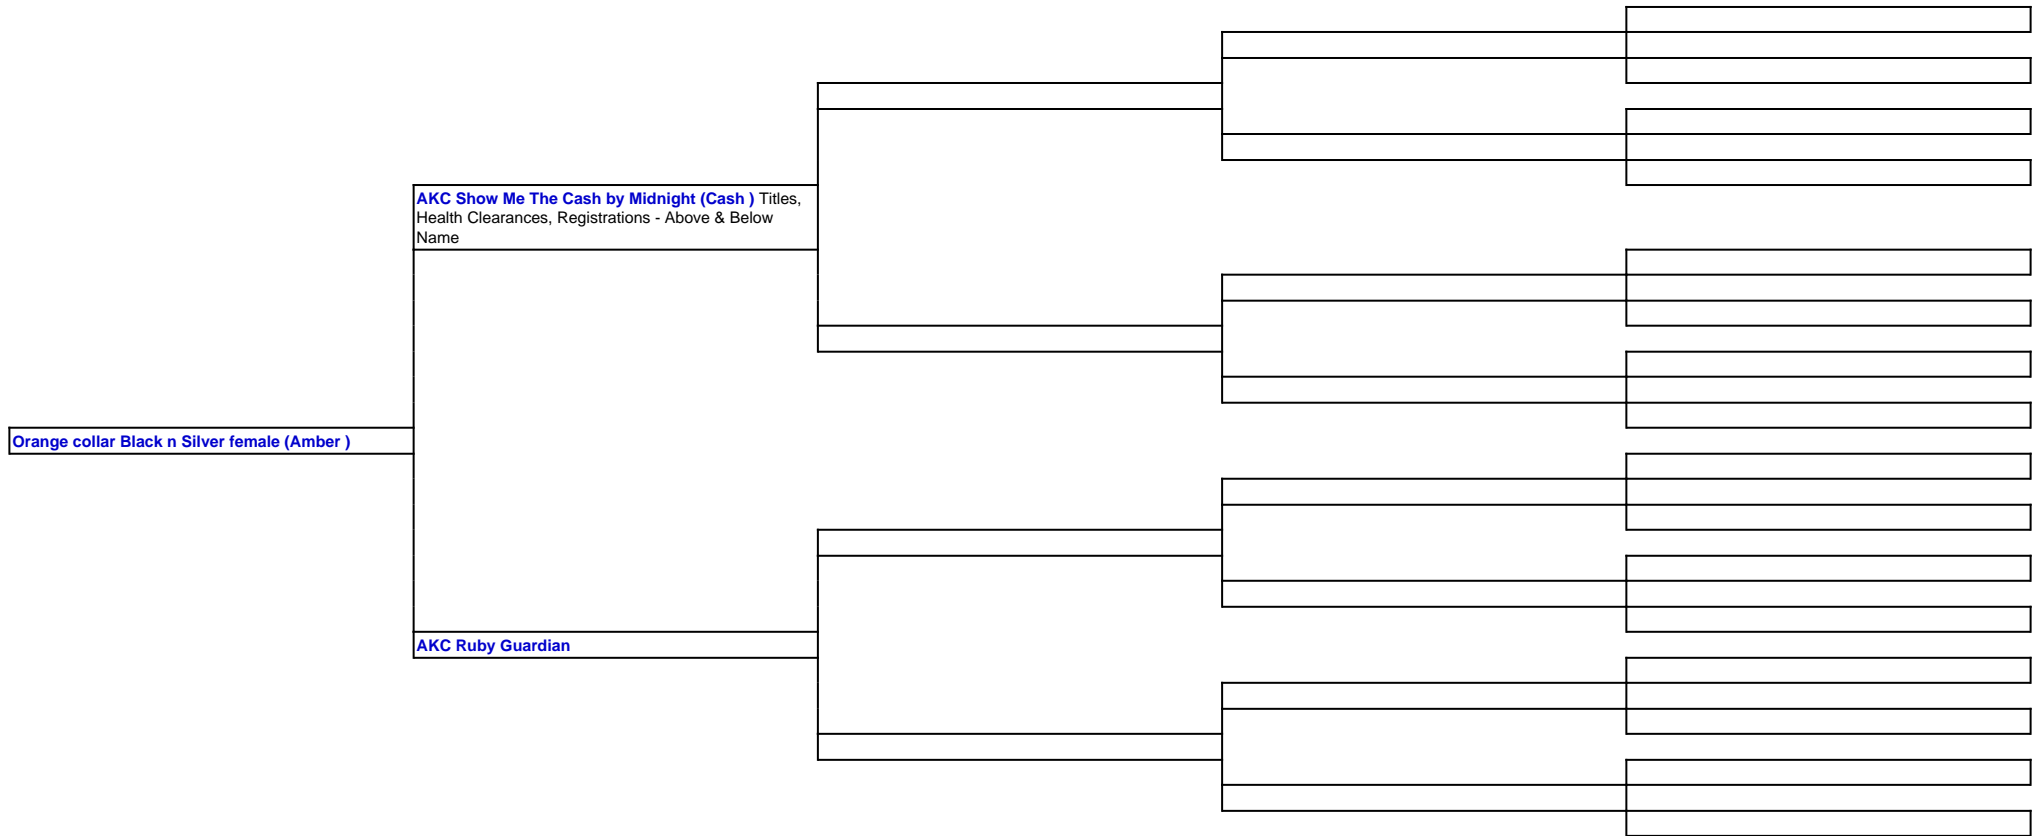 AKC Show Me The Cash by Midnight (Cash ) Titles,
Health Clearances, Registrations - Above & Below
Name
Orange collar Black n Silver female (Amber )
AKC Ruby Guardian